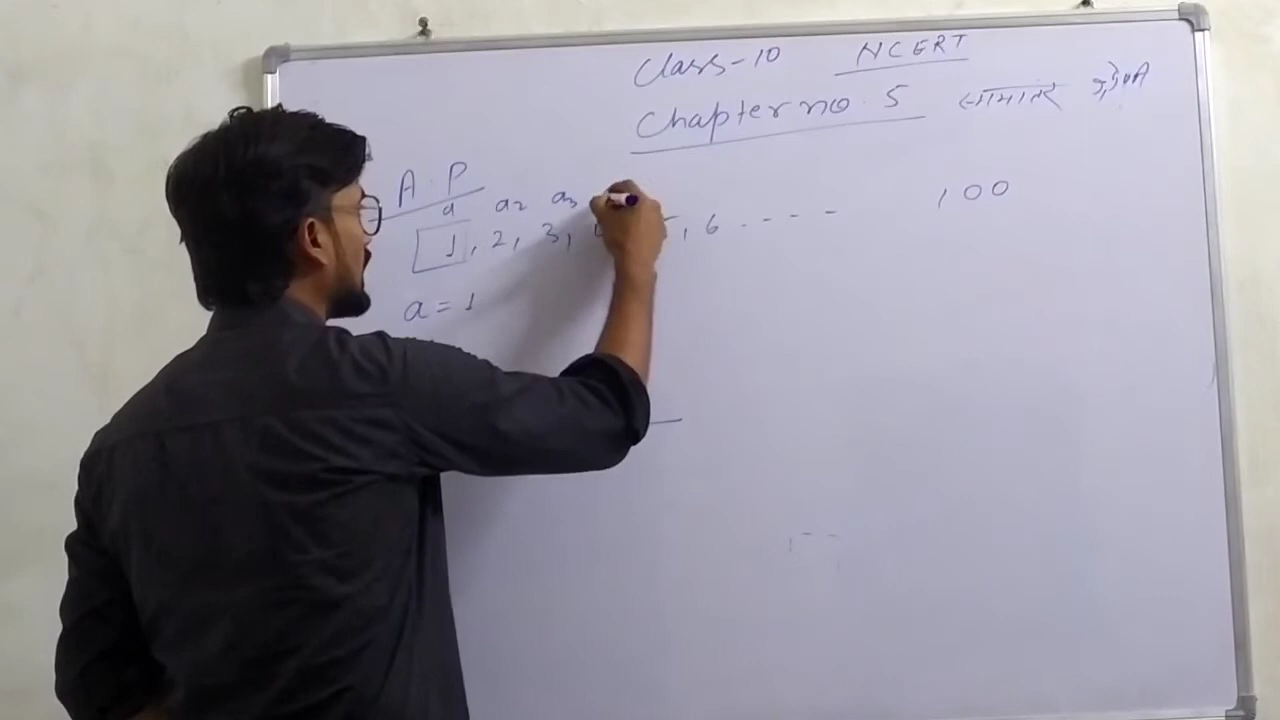 Class-10 NCERT
Chapter no. 5 समान्तर
A.P
a a₂ a₃
1, 2, 3, , 6 . - - - 100
a = 1